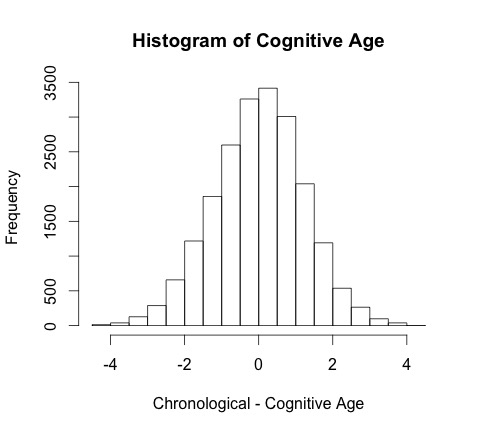 Histogram of Cognitive Age
Frequency
3500
2500
1500
500
0
-4 -2 0 2 4
Chronological - Cognitive Age